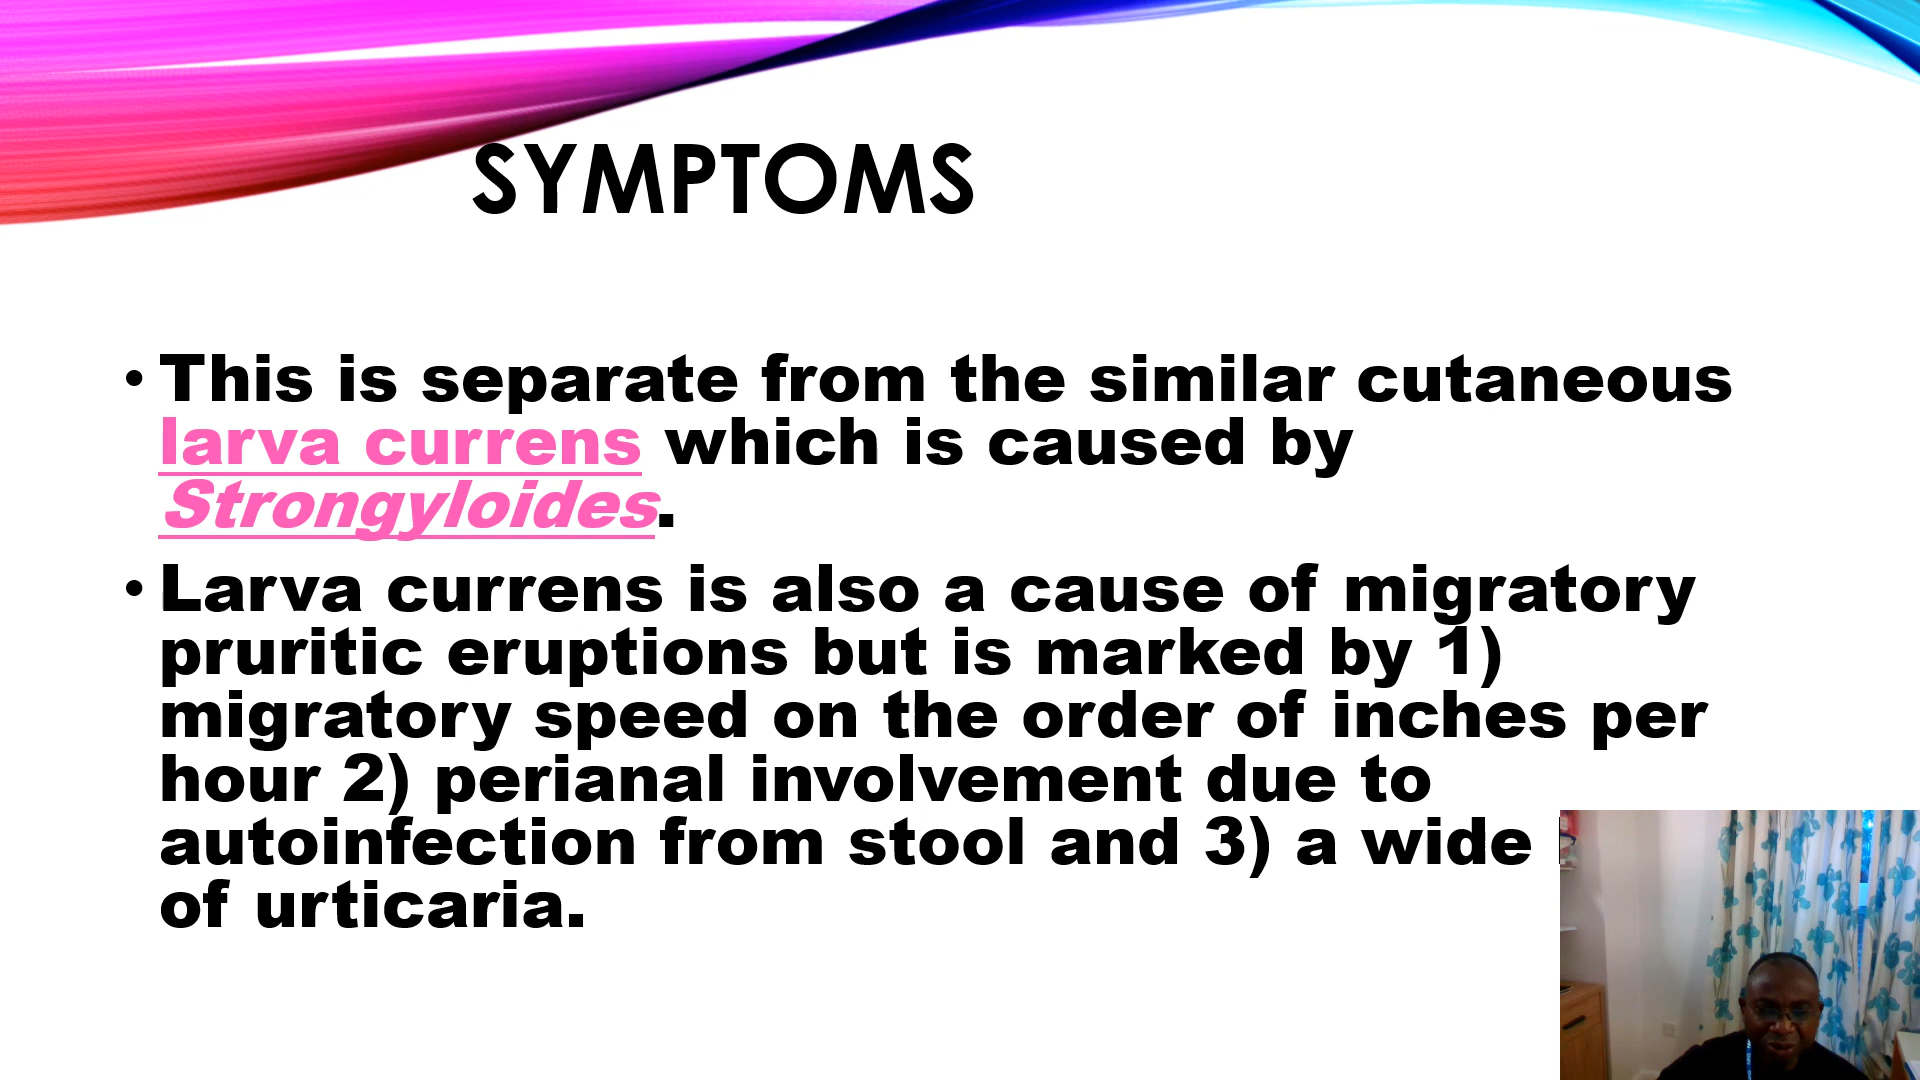 SYMPTOMS
• This is separate from the similar cutaneous
larva currens which is caused by
Strongyloides.
• Larva currens is also a cause of migratory
pruritic eruptions but is marked by 1)
migratory speed on the order of inches per
hour 2) perianal involvement due to
autoinfection from stool and 3) a wide
of urticaria.